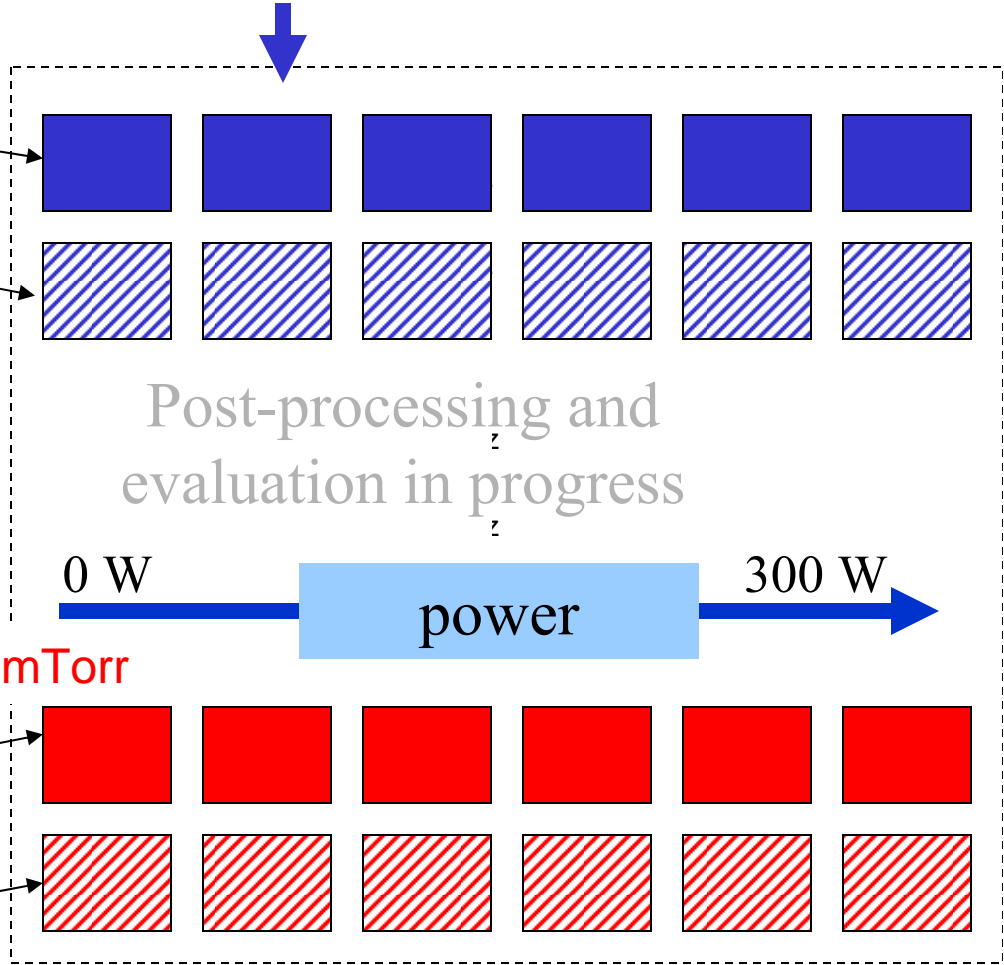 Post-processing and
z
evaluation in progress
z
0 W
300 W
power
mTorr